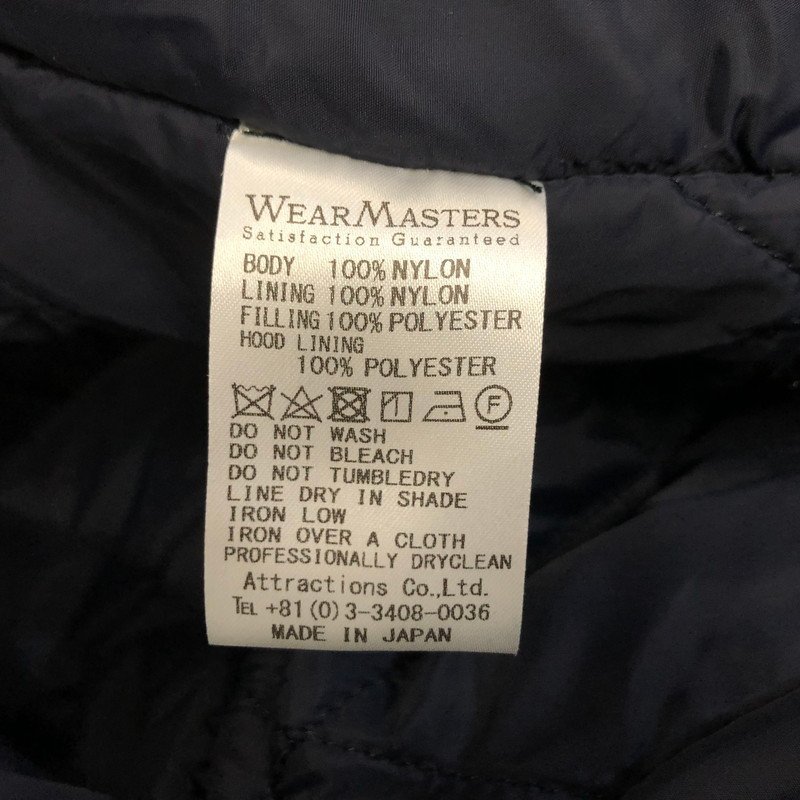 WEARMASTERS
Satisfaction Guaranteed
BODY 100% NYLON
LINING 100% NYLON
FILLING 100% POLYESTER
HOOD LINING
100% POLYESTER
F
DO NOT WASH
DO NOT BLEACH
DO NOT TUMBLEDRY
LINE DRY IN SHADE
IRON LOW
IRON OVER A CLOTH
PROFESSIONALLY DRYCLEAN
Attractions Co.,Ltd.
TEL +81(0)3-3408-0036
MADE IN JAPAN